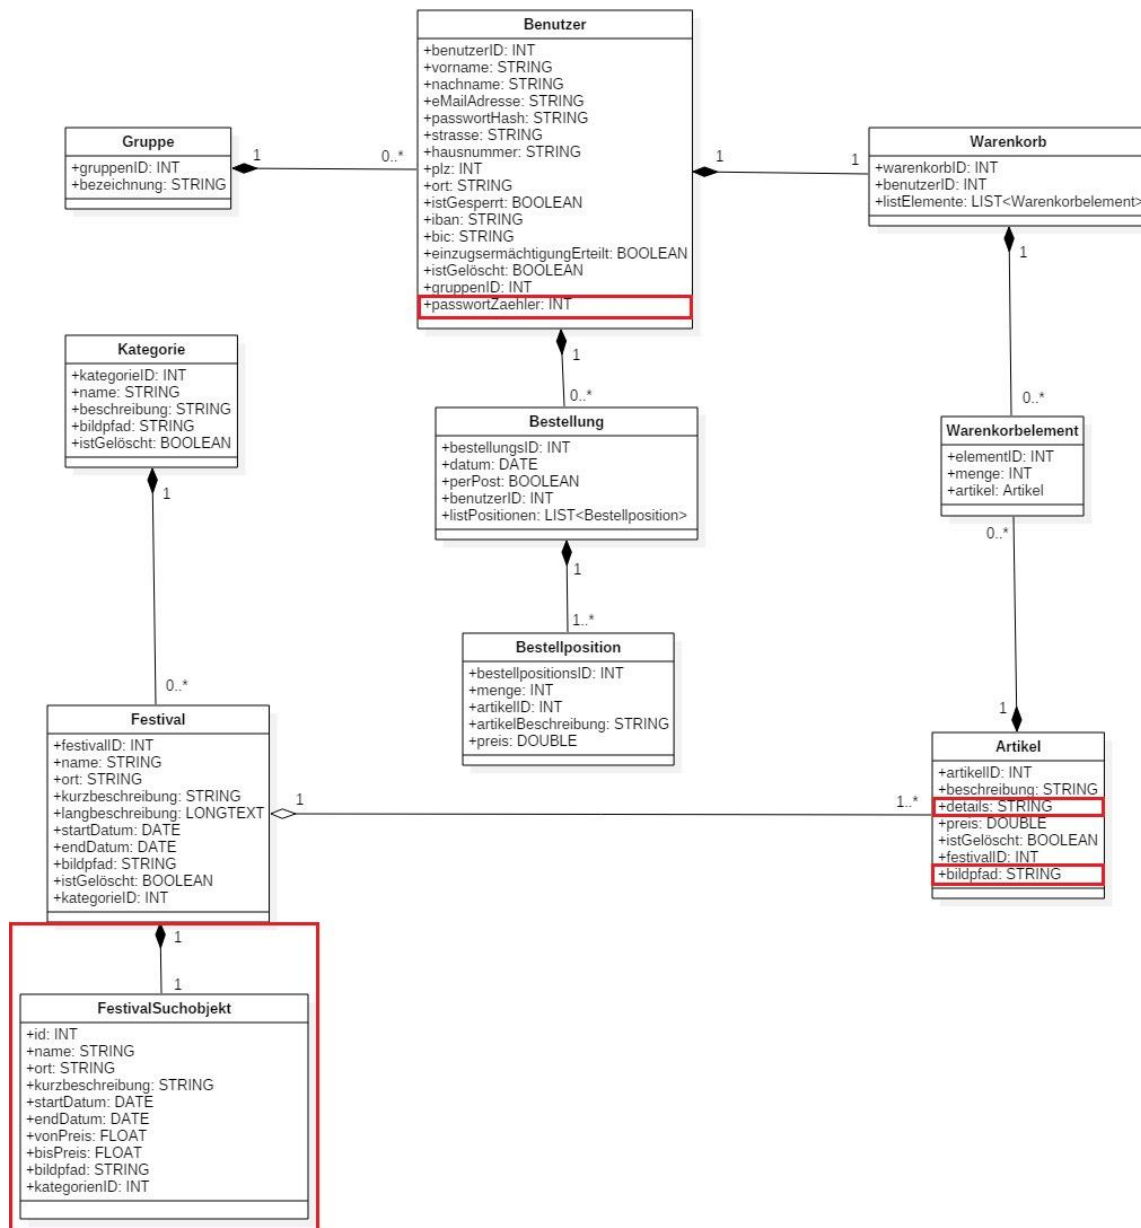 Benutzer
+benutzerID: INT
+vorname: STRING
+nachname: STRING
+eMailAdresse: STRING
+passwortHash: STRING
+strasse: STRING
+hausnummer: STRING
+plz: INT
+ort: STRING
+istGesperrt: BOOLEAN
+iban: STRING
+bic: STRING
+einzugsermächtigungErteilt: BOOLEAN
+istGelöscht: BOOLEAN
+gruppenID: INT
+passwortZaehler: INT
Gruppe
+gruppenID: INT
+bezeichnung: STRING
1
0..*
1
1
Warenkorb
+warenkorbID: INT
+benutzerID: INT
+listElemente: LIST<Warenkorbelement>
1
0..*
Kategorie
+kategorieID: INT
+name: STRING
+beschreibung: STRING
+bildpfad: STRING
+istGelöscht: BOOLEAN
1
0..*
1
0..*
Bestellung
+bestellungsID: INT
+datum: DATE
+perPost: BOOLEAN
+benutzerID: INT
+listPositionen: LIST<Bestellposition>
1
1..*
Warenkorbelement
+elementID: INT
+menge: INT
+artikel: Artikel
0..*
1
Bestellposition
+bestellpositionsID: INT
+menge: INT
+artikelID: INT
+artikelBeschreibung: STRING
+preis: DOUBLE
Festival
+festivalID: INT
+name: STRING
+ort: STRING
+kurzbeschreibung: STRING
+langbeschreibung: LONGTEXT
+startDatum: DATE
+endDatum: DATE
+bildpfad: STRING
+istGelöscht: BOOLEAN
+kategorieID: INT
1
1..*
Artikel
+artikelID: INT
+beschreibung: STRING
+details: STRING
+preis: DOUBLE
+istGelöscht: BOOLEAN
+festivalID: INT
+bildpfad: STRING
1
1
FestivalSuchobjekt
+id: INT
+name: STRING
+ort: STRING
+kurzbeschreibung: STRING
+startDatum: DATE
+endDatum: DATE
+vonPreis: FLOAT
+bisPreis: FLOAT
+bildpfad: STRING
+kategorienID: INT